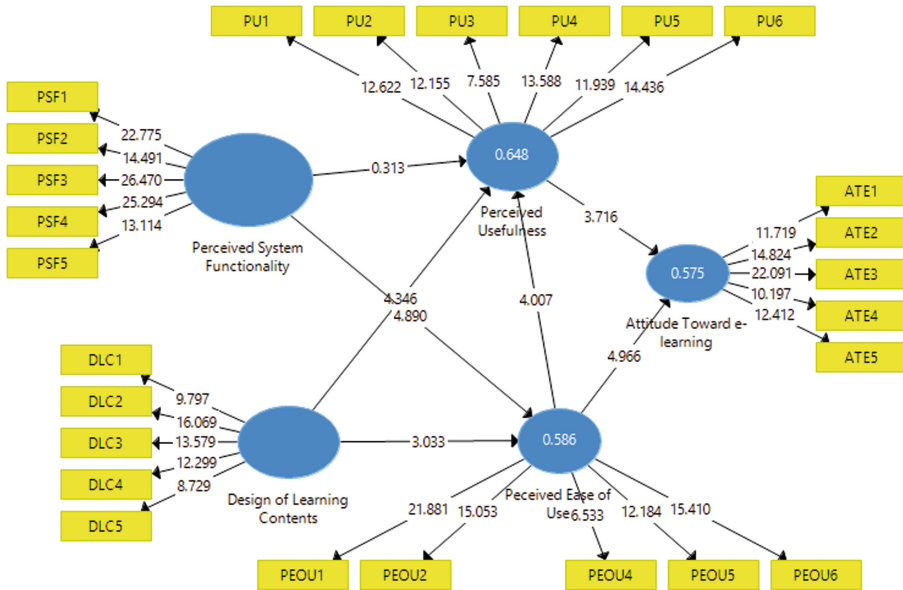 PU1 PU2 PU3 PU4 PU5 PU6
12.622 12.155 7.585 13.588 11.939 14.436
PSF1
PSF2
PSF3
PSF4
PSF5
22.775
14.491
26.470
25.294
13.114
Perceived System
Functionality
0.313
0.648
Perceived
Usefulness
3.716
4.346
4.890
4.007
0.575
Attitude Toward e-
learning
4.966
ATE1
ATE2
ATE3
ATE4
ATE5
11.719
14.824
22.091
10.197
12.412
DLC1
DLC2
DLC3
DLC4
DLC5
9.797
16.069
13.579
12.299
8.729
Design of Learning
Contents
3.033
0.586
Peceived Ease of
Use
21.881 15.053 6.533 12.184 15.410
PEOU1 PEOU2 PEOU4 PEOU5 PEOU6